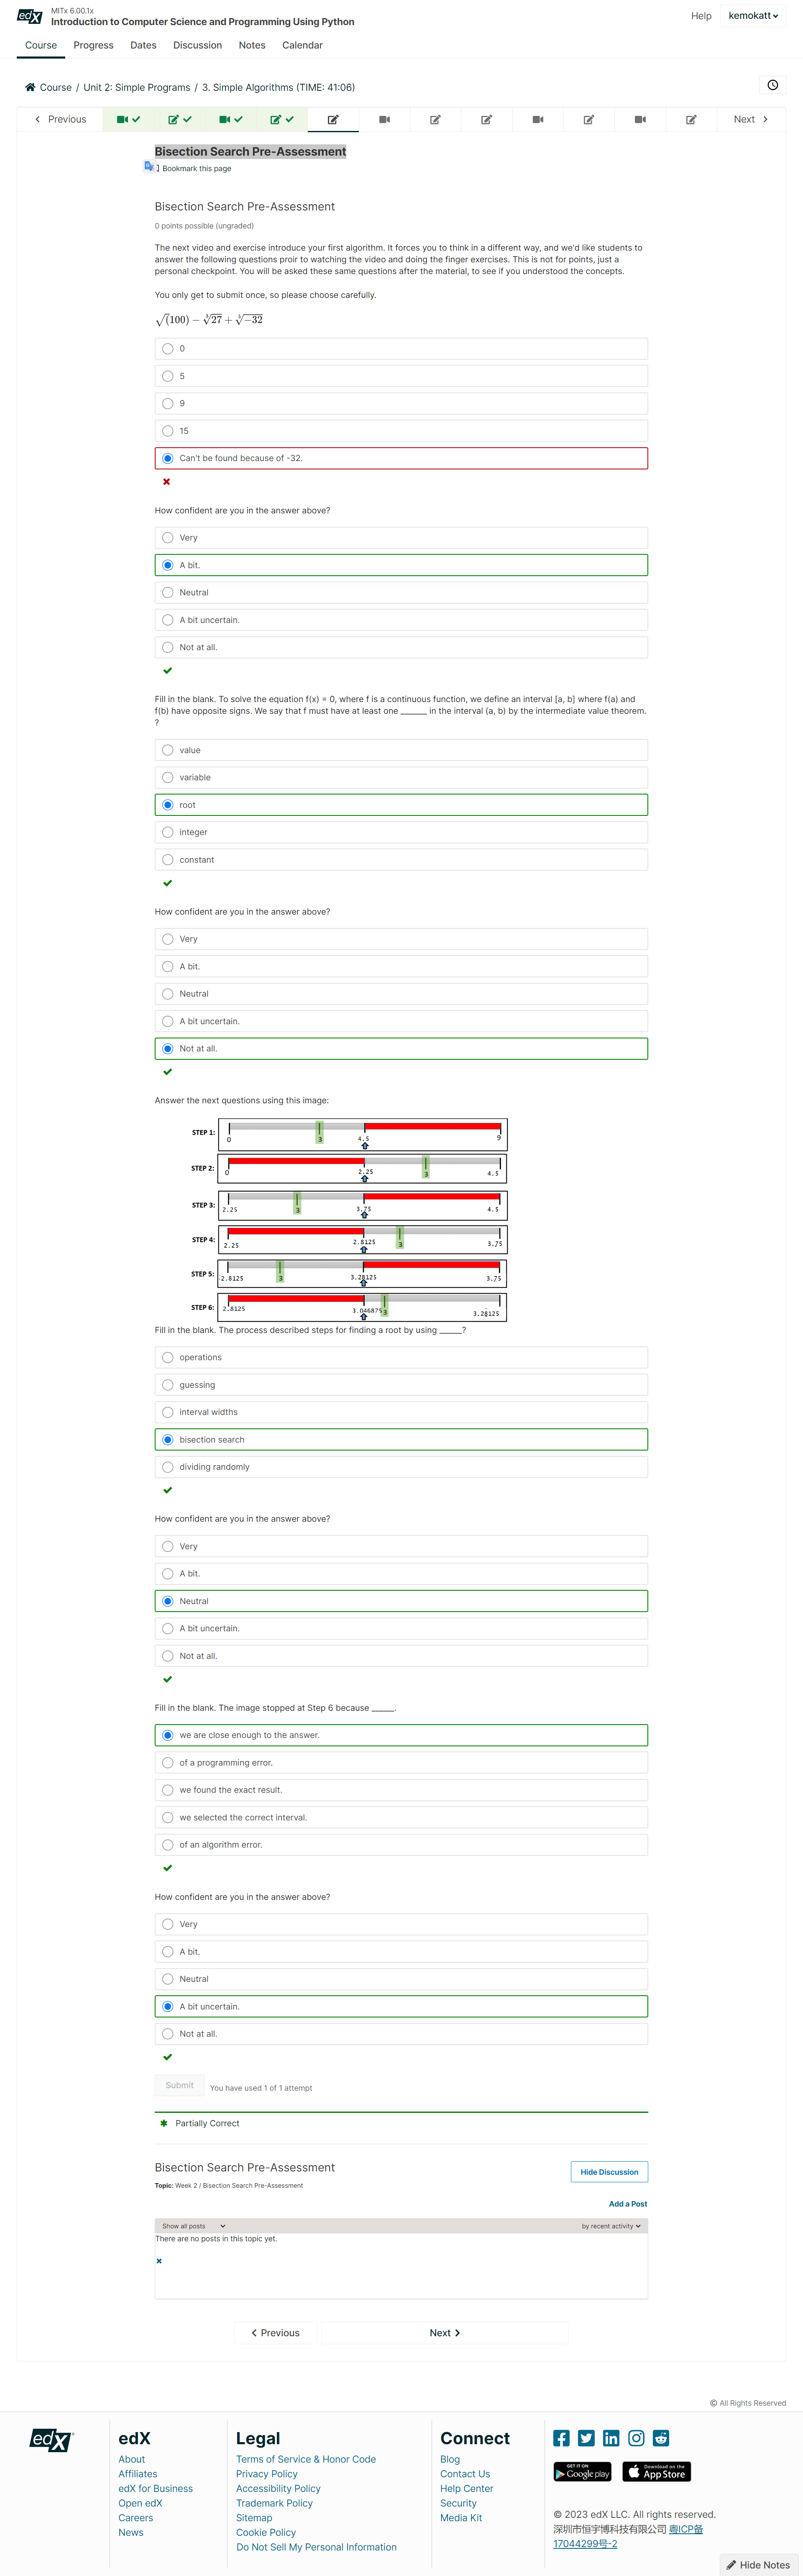 edX
MITx 6.00.1x
Introduction to Computer Science and Programming Using Python
Help
kemokatt
Course Progress Dates Discussion Notes Calendar
Course / Unit 2: Simple Programs / 3. Simple Algorithms (TIME: 41:06)
Previous
Next
Bisection Search Pre-Assessment
Bookmark this page
Bisection Search Pre-Assessment
0 points possible (ungraded)
The next video and exercise introduce your first algorithm. It forces you to think in a different way, and we'd like students to
answer the following questions proir to watching the video and doing the finger exercises. This is not for points, just a
personal checkpoint. You will be asked these same questions after the material, to see if you understood the concepts.
You only get to submit once, so please choose carefully.
√(100) − ∛27 + ⁵√−32
0
5
9
15
Can't be found because of -32.
How confident are you in the answer above?
Very
A bit.
Neutral
A bit uncertain.
Not at all.
Fill in the blank. To solve the equation f(x) = 0, where f is a continuous function, we define an interval [a, b] where f(a) and
f(b) have opposite signs. We say that f must have at least one ______ in the interval (a, b) by the intermediate value theorem.
?
value
variable
root
integer
constant
How confident are you in the answer above?
Very
A bit.
Neutral
A bit uncertain.
Not at all.
Answer the next questions using this image:
STEP 1:
0 3 4.5 9
STEP 2:
0 2.25 3 4.5
STEP 3:
2.25 3 3.75 4.5
STEP 4:
2.25 2.8125 3 3.75
STEP 5:
2.8125 3 3.28125 3.75
STEP 6:
2.8125 3.046875 3 3.28125
Fill in the blank. The process described steps for finding a root by using _____?
operations
guessing
interval widths
bisection search
dividing randomly
How confident are you in the answer above?
Very
A bit.
Neutral
A bit uncertain.
Not at all.
Fill in the blank. The image stopped at Step 6 because _____.
we are close enough to the answer.
of a programming error.
we found the exact result.
we selected the correct interval.
of an algorithm error.
How confident are you in the answer above?
Very
A bit.
Neutral
A bit uncertain.
Not at all.
Submit
You have used 1 of 1 attempt
Partially Correct
Bisection Search Pre-Assessment
Hide Discussion
Topic: Week 2 / Bisection Search Pre-Assessment
Add a Post
Show all posts
by recent activity
There are no posts in this topic yet.
Previous
Next
© All Rights Reserved
edX
edX
About
Affiliates
edX for Business
Open edX
Careers
News
Legal
Terms of Service & Honor Code
Privacy Policy
Accessibility Policy
Trademark Policy
Sitemap
Cookie Policy
Do Not Sell My Personal Information
Connect
Blog
Contact Us
Help Center
Security
Media Kit
GET IT ON
Google play
Download on the
App Store
© 2023 edX LLC. All rights reserved.
深圳市恒宇博科技有限公司 粤ICP备
17044299号-2
Hide Notes